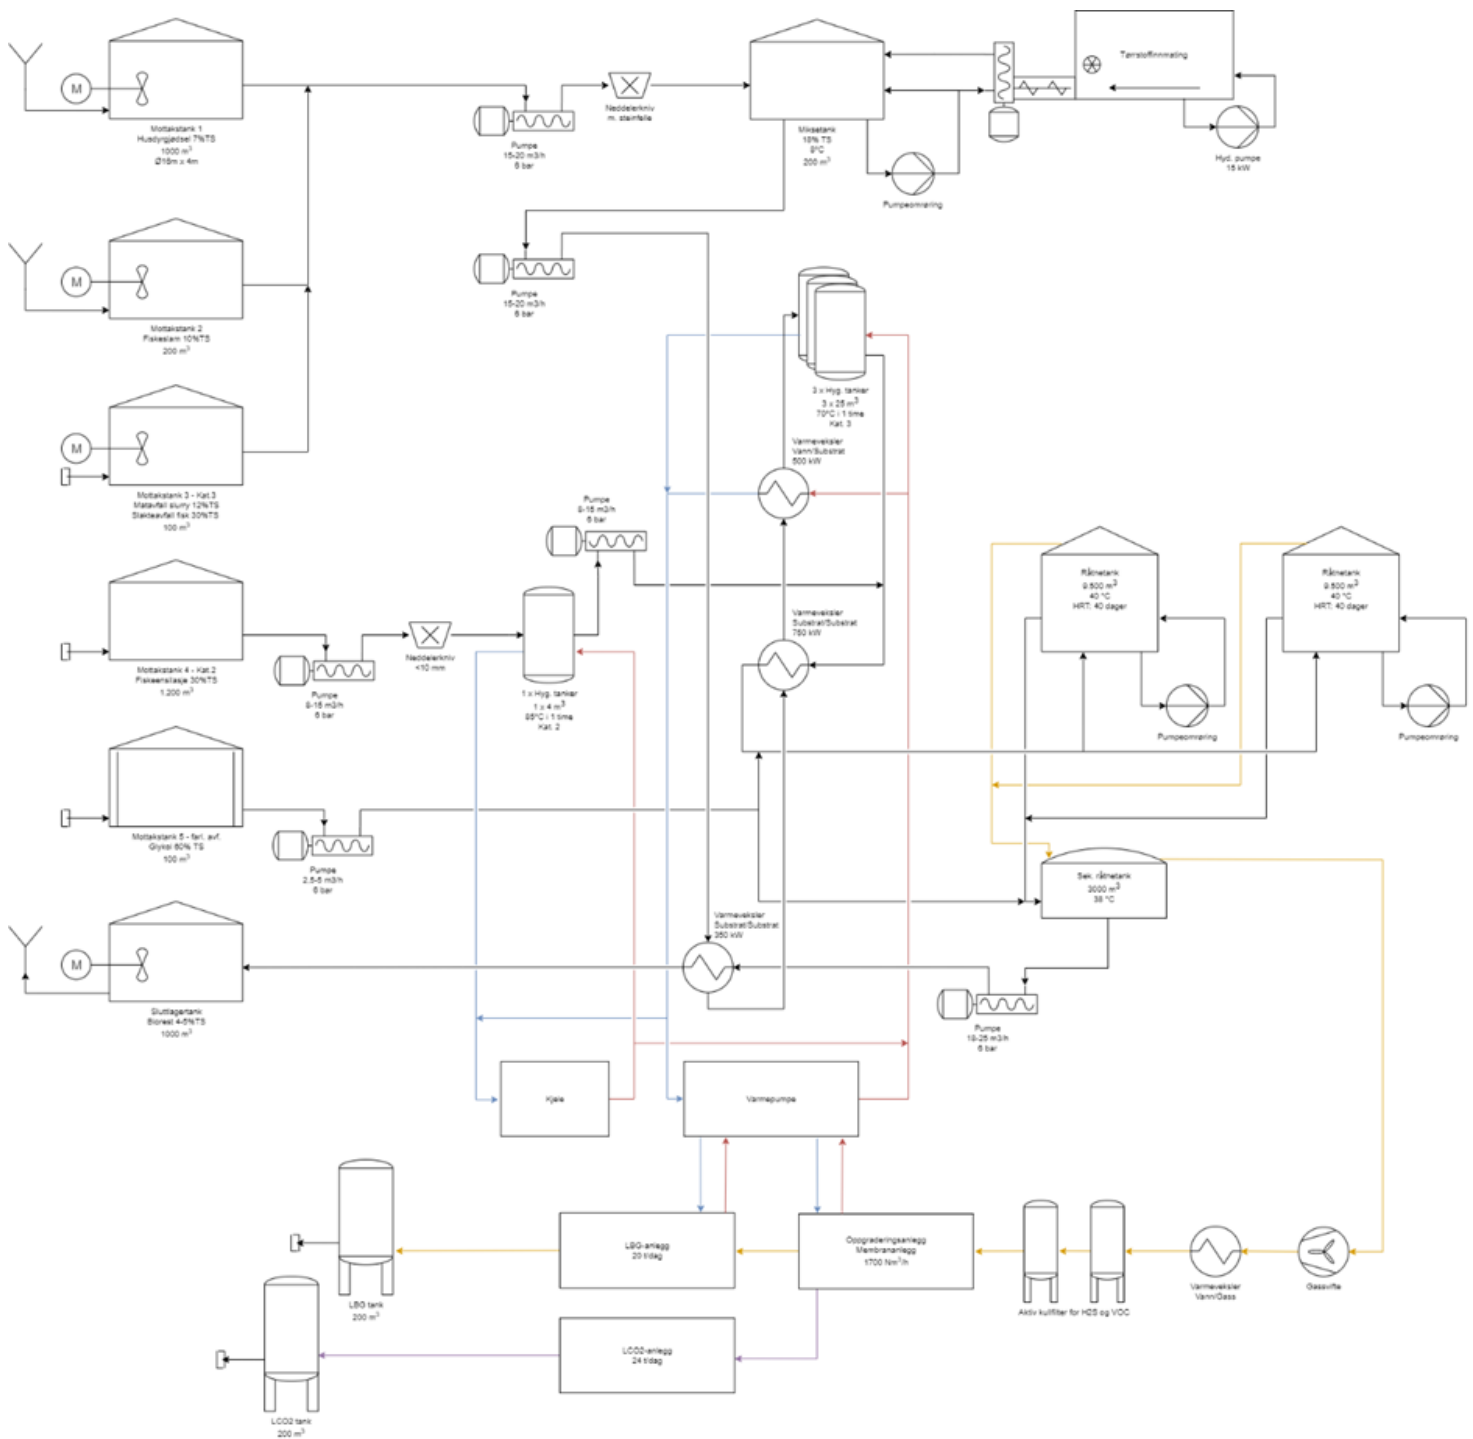 M
Mottakstank 1
Husdyrgjødsel 7%TS
1000 m³
Ø18m x 4m
Pumpe
15-20 m3/h
6 bar
Neddelerkniv
m. steinfelle
Miksetank
18% TS
8°C
200 m³
Pumpeomrøring
Tørrstoffinnmating
Hyd. pumpe
15 kW
M
Mottakstank 2
Fiskeslam 10%TS
200 m³
Pumpe
15-20 m3/h
6 bar
3 x Hyg. tanker
3 x 25 m³
70°C i 1 time
Kat. 3
M
Mottakstank 3 - Kat.3
Matavfall slurry 12%TS
Slakteavfall fisk 30%TS
100 m³
Varmeveksler
Vann/Substrat
500 kW
Pumpe
8-15 m3/h
6 bar
Mottakstank 4 - Kat.2
Fiskeensilasje 30%TS
1.200 m³
Pumpe
8-15 m3/h
6 bar
Neddelerkniv
<10 mm
1 x Hyg. tanker
1 x 4 m³
85°C i 1 time
Kat. 2
Varmeveksler
Substrat/Substrat
750 kW
Råtnetank
9.500 m³
40 °C
HRT: 40 dager
Pumpeomrøring
Råtnetank
9.500 m³
40 °C
HRT: 40 dager
Pumpeomrøring
Mottakstank 5 - farl. avf.
Glykol 60% TS
100 m³
Pumpe
2,5-5 m3/h
6 bar
Sek. råtnetank
3000 m³
38 °C
Varmeveksler
Substrat/Substrat
350 kW
M
Sluttlagertank
Biorest 4-5%TS
1000 m³
Pumpe
18-25 m3/h
6 bar
Kjele
Varmepumpe
LBG tank
200 m³
LBG-anlegg
20 t/dag
Oppgraderingsanlegg
Membrananlegg
1700 Nm³/h
Aktiv kullfilter for H2S og VOC
Varmeveksler
Vann/Gass
Gassvifte
LCO2 tank
200 m³
LCO2-anlegg
24 t/dag